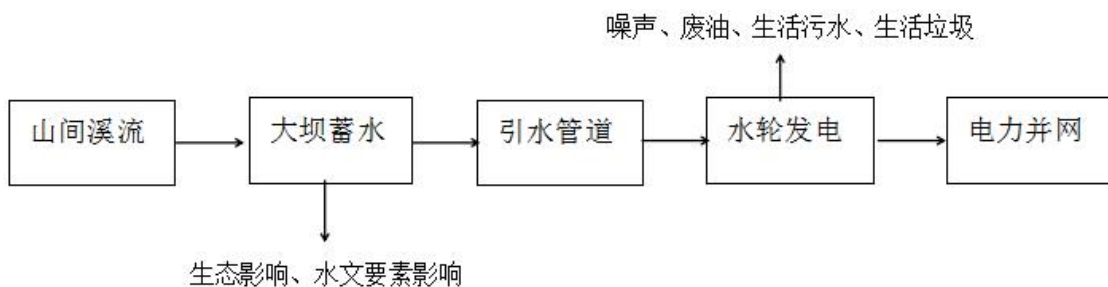 噪声、废油、生活污水、生活垃圾
山间溪流
大坝蓄水
引水管道
水轮发电
电力并网
生态影响、水文要素影响